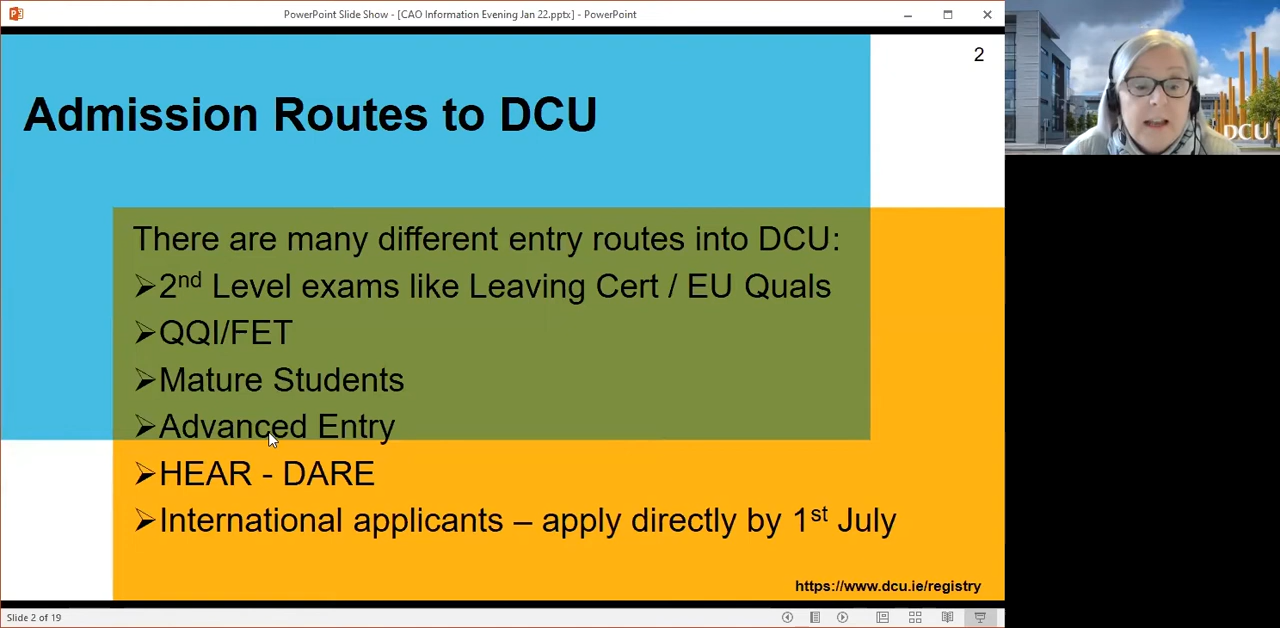 PowerPoint Slide Show - [CAO Information Evening Jan 22.pptx] - PowerPoint
2
Admission Routes to DCU
DCU
There are many different entry routes into DCU:
➢2nd Level exams like Leaving Cert / EU Quals
➢QQI/FET
➢Mature Students
➢Advanced Entry
➢HEAR - DARE
➢International applicants – apply directly by 1st July
https://www.dcu.ie/registry
Slide 2 of 19